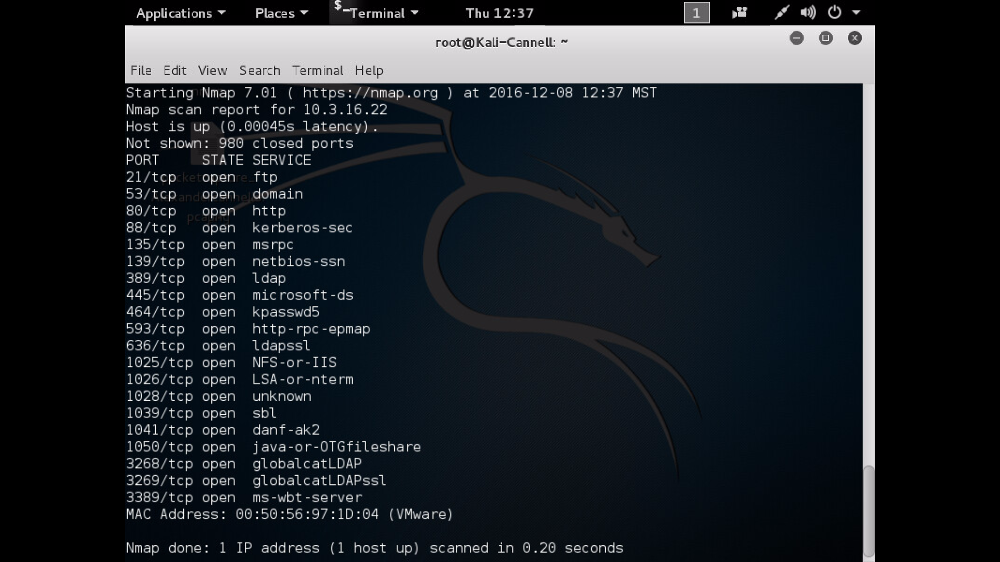 Applications Places Terminal Thu 12:37 1
root@Kali-Cannell: ~
File Edit View Search Terminal Help
Starting Nmap 7.01 ( https://nmap.org ) at 2016-12-08 12:37 MST
Nmap scan report for 10.3.16.22
Host is up (0.00045s latency).
Not shown: 980 closed ports
PORT STATE SERVICE
21/tcp open ftp
53/tcp open domain
80/tcp open http
88/tcp open kerberos-sec
135/tcp open msrpc
139/tcp open netbios-ssn
389/tcp open ldap
445/tcp open microsoft-ds
464/tcp open kpasswd5
593/tcp open http-rpc-epmap
636/tcp open ldapssl
1025/tcp open NFS-or-IIS
1026/tcp open LSA-or-nterm
1028/tcp open unknown
1039/tcp open sbl
1041/tcp open danf-ak2
1050/tcp open java-or-OTGfileshare
3268/tcp open globalcatLDAP
3269/tcp open globalcatLDAPssl
3389/tcp open ms-wbt-server
MAC Address: 00:50:56:97:1D:04 (VMware)
Nmap done: 1 IP address (1 host up) scanned in 0.20 seconds